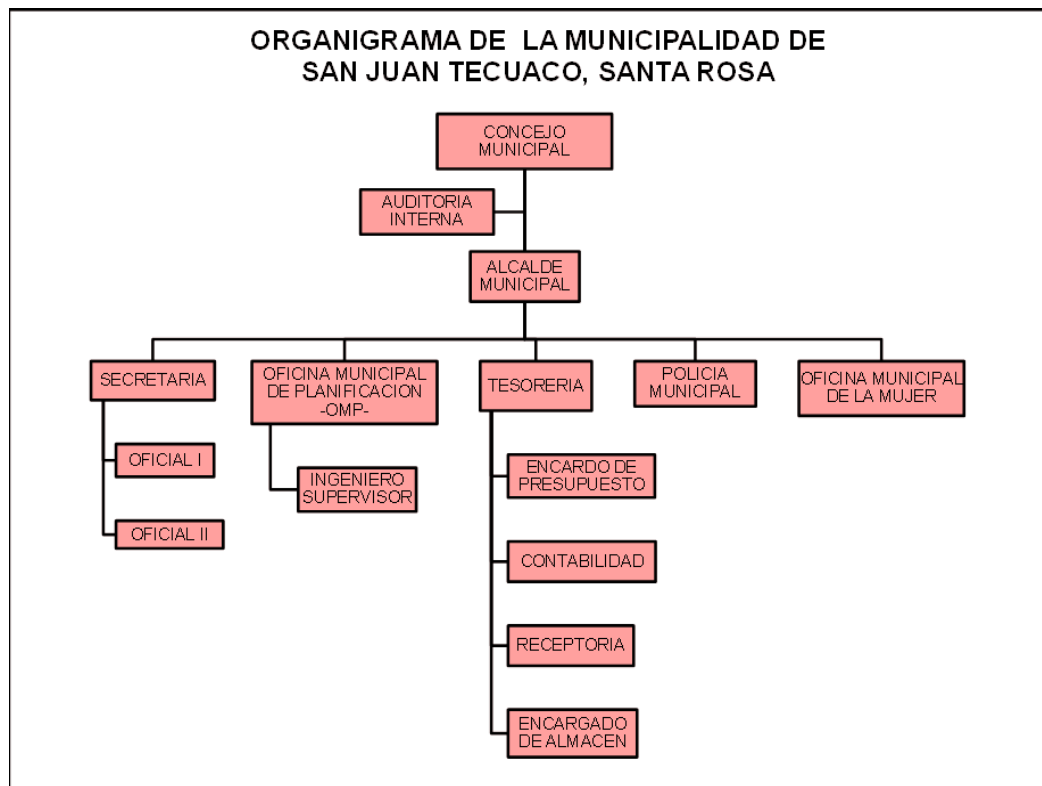 ORGANIGRAMA DE LA MUNICIPALIDAD DE
SAN JUAN TECUACO, SANTA ROSA
CONCEJO
MUNICIPAL
AUDITORIA
INTERNA
ALCALDE
MUNICIPAL
SECRETARIA
OFICINA MUNICIPAL
DE PLANIFICACION
-OMP-
TESORERIA
POLICIA
MUNICIPAL
OFICINA MUNICIPAL
DE LA MUJER
OFICIAL I
OFICIAL II
INGENIERO
SUPERVISOR
ENCARDO DE
PRESUPUESTO
CONTABILIDAD
RECEPTORIA
ENCARGADO
DE ALMACEN